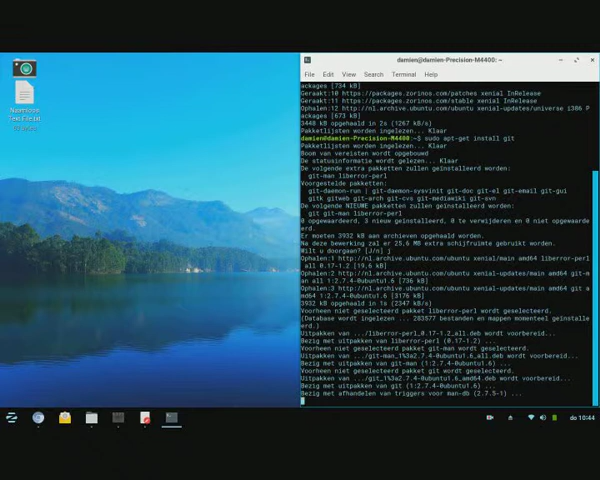 Naamloos
Text File.txt
damien@damien-Precision-M4400: ~
File Edit View Search Terminal Help
ackages [734 kB]
Geraakt:10 https://packages.zorinos.com/patches xenial InRelease
Geraakt:11 https://packages.zorinos.com/stable xenial InRelease
Ophalen:12 http://nl.archive.ubuntu.com/ubuntu xenial-updates/universe i386 P
ackages [673 kB]
3448 kB opgehaald in 2s (1267 kB/s)
Pakketlijsten worden ingelezen... Klaar
damien@damien-Precision-M4400:~$ sudo apt-get install git
Pakketlijsten worden ingelezen... Klaar
Boom van vereisten wordt opgebouwd
De statusinformatie wordt gelezen... Klaar
De volgende extra pakketten zullen geïnstalleerd worden:
git-man liberror-perl
Voorgestelde pakketten:
git-daemon-run | git-daemon-sysvinit git-doc git-el git-email git-gui
gitk gitweb git-arch git-cvs git-mediawiki git-svn
De volgende NIEUWE pakketten zullen geïnstalleerd worden:
git git-man liberror-perl
0 opgewaardeerd, 3 nieuw geïnstalleerd, 0 te verwijderen en 0 niet opgewaarde
erd.
Er moeten 3932 kB aan archieven opgehaald worden.
Na deze bewerking zal er 25,6 MB extra schijfruimte gebruikt worden.
Wilt u doorgaan? [J/n] j
Ophalen:1 http://nl.archive.ubuntu.com/ubuntu xenial/main amd64 liberror-perl
all 0.17-1.2 [19,6 kB]
Ophalen:2 http://nl.archive.ubuntu.com/ubuntu xenial-updates/main amd64 git-m
an all 1:2.7.4-0ubuntu1.6 [736 kB]
Ophalen:3 http://nl.archive.ubuntu.com/ubuntu xenial-updates/main amd64 git a
md64 1:2.7.4-0ubuntu1.6 [3176 kB]
3932 kB opgehaald in 1s (2347 kB/s)
Voorheen niet geselecteerd pakket liberror-perl wordt geselecteerd.
(Database wordt ingelezen ... 283577 bestanden en mappen momenteel geïnstalle
erd.)
Uitpakken van .../liberror-perl_0.17-1.2_all.deb wordt voorbereid...
Bezig met uitpakken van liberror-perl (0.17-1.2) ...
Voorheen niet geselecteerd pakket git-man wordt geselecteerd.
Uitpakken van .../git-man_1%3a2.7.4-0ubuntu1.6_all.deb wordt voorbereid...
Bezig met uitpakken van git-man (1:2.7.4-0ubuntu1.6) ...
Voorheen niet geselecteerd pakket git wordt geselecteerd.
Uitpakken van .../git_1%3a2.7.4-0ubuntu1.6_amd64.deb wordt voorbereid...
Bezig met uitpakken van git (1:2.7.4-0ubuntu1.6) ...
Bezig met afhandelen van triggers voor man-db (2.7.5-1) ...
do 10:44